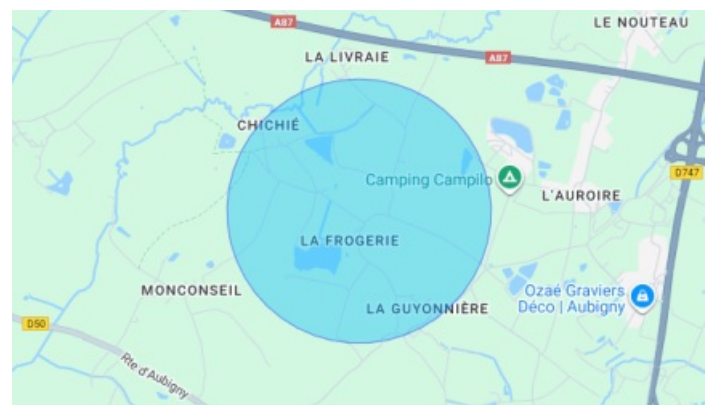 A87
LE NOUTEAU
LA LIVRAIE
A87
CHICHIÉ
D747
Camping Campilo
L'AUROIRE
LA FROGERIE
MONCONSEIL
Ozaé Graviers
Déco | Aubigny
LA GUYONNIÈRE
D50
Rte d'Aubigny